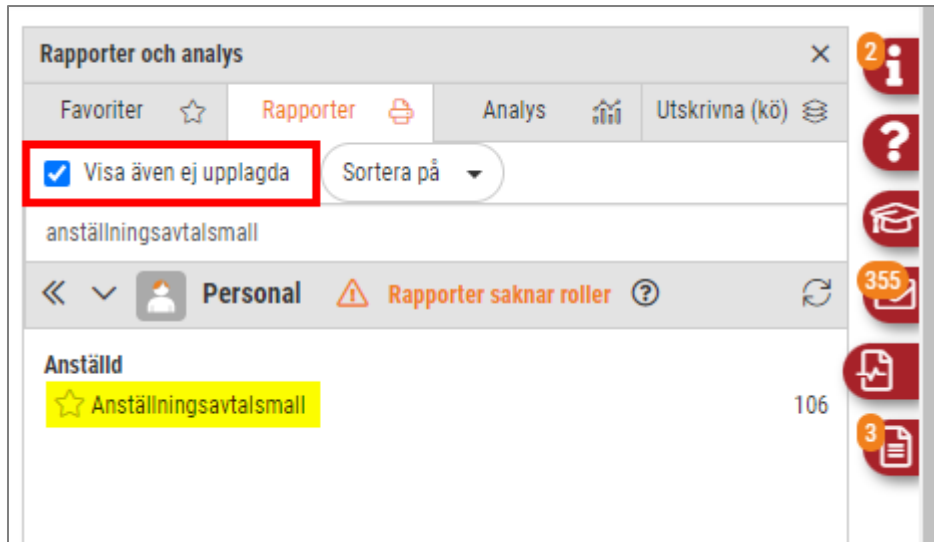 Rapporter och analys
Favoriter Rapporter Analys Utskrivna (kö)
Visa även ej upplagda Sortera på
anställningsavtalsmall
Personal Rapporter saknar roller ?
Anställd
Anställningsavtalsmall 106
2
i
?
355
3